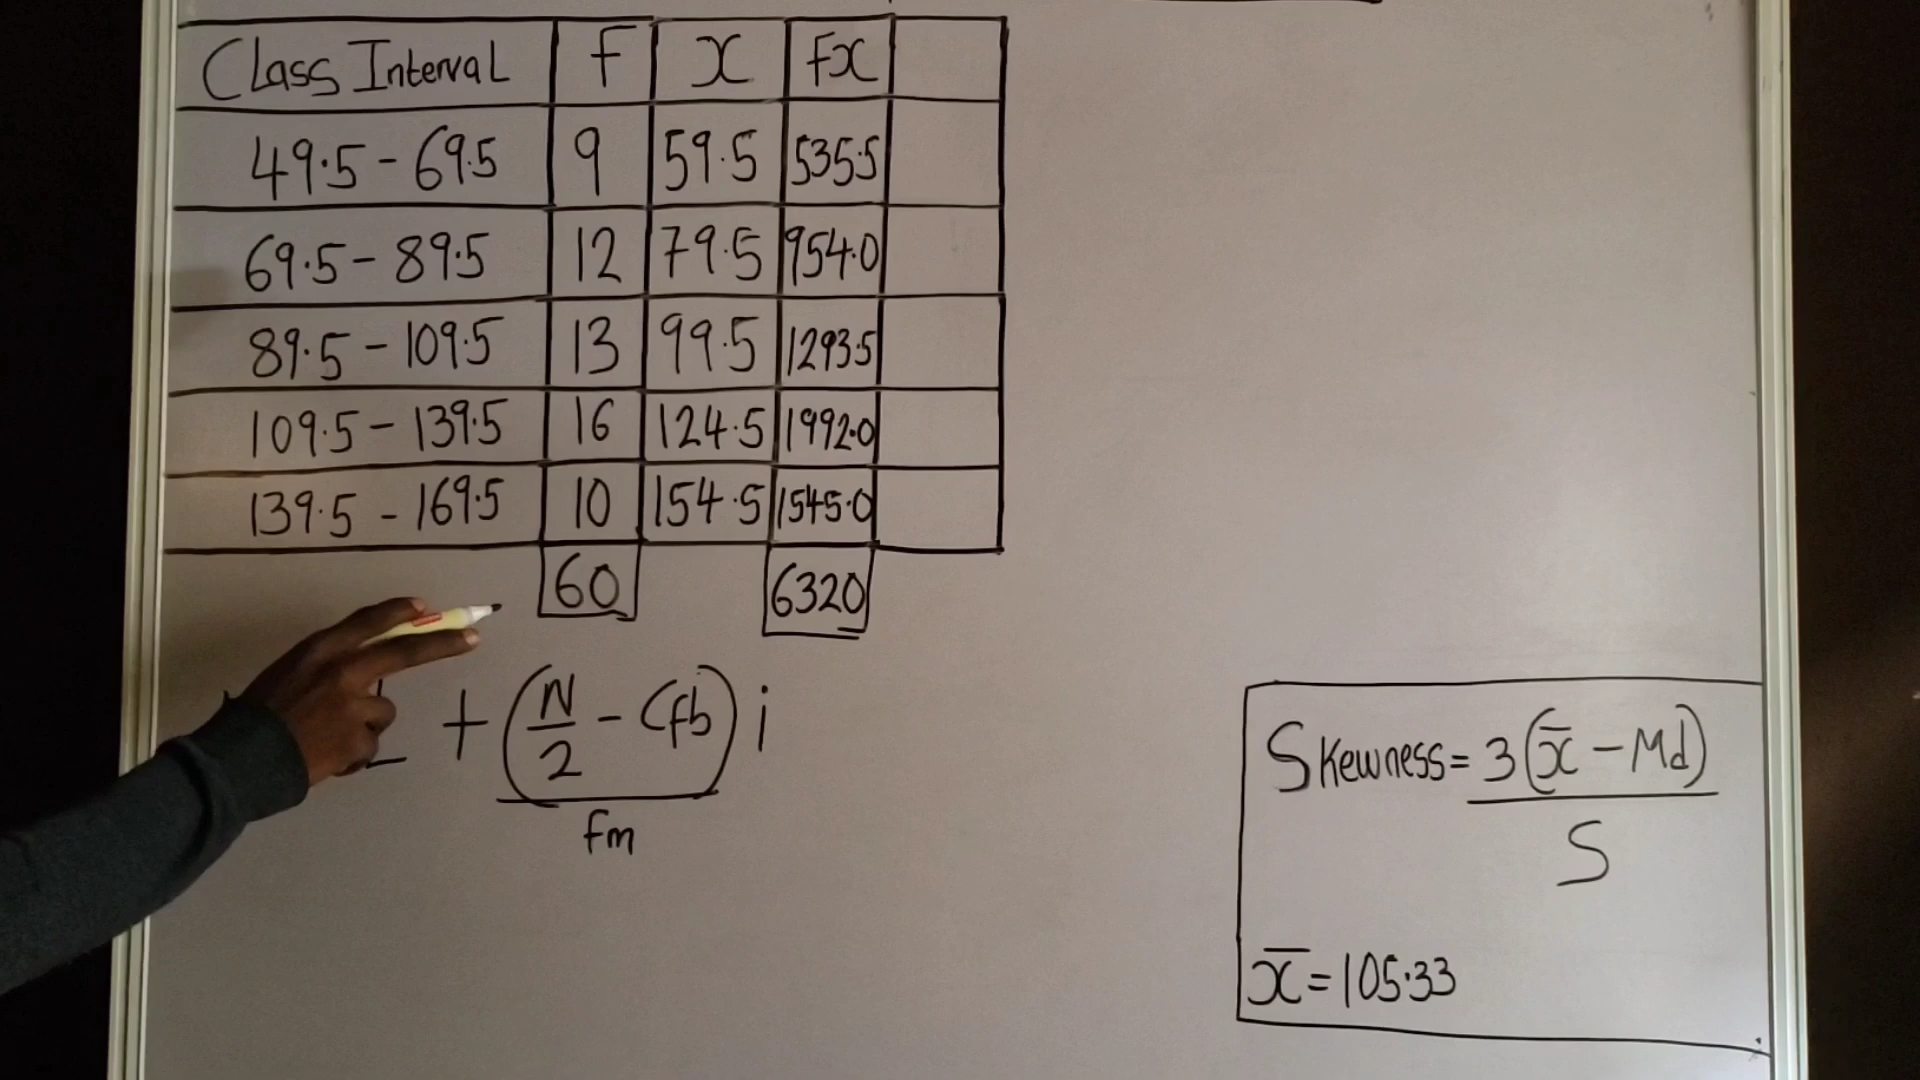 Class Interval F x Fx
49.5 - 69.5 9 59.5 535.5
69.5 - 89.5 12 79.5 954.0
89.5 - 109.5 13 99.5 1293.5
109.5 - 139.5 16 124.5 1992.0
139.5 - 169.5 10 154.5 1545.0
60 6320
L + (N/2 - Cfb) i
fm
Skewness = 3(x̄ - Md)
S
x̄ = 105.33